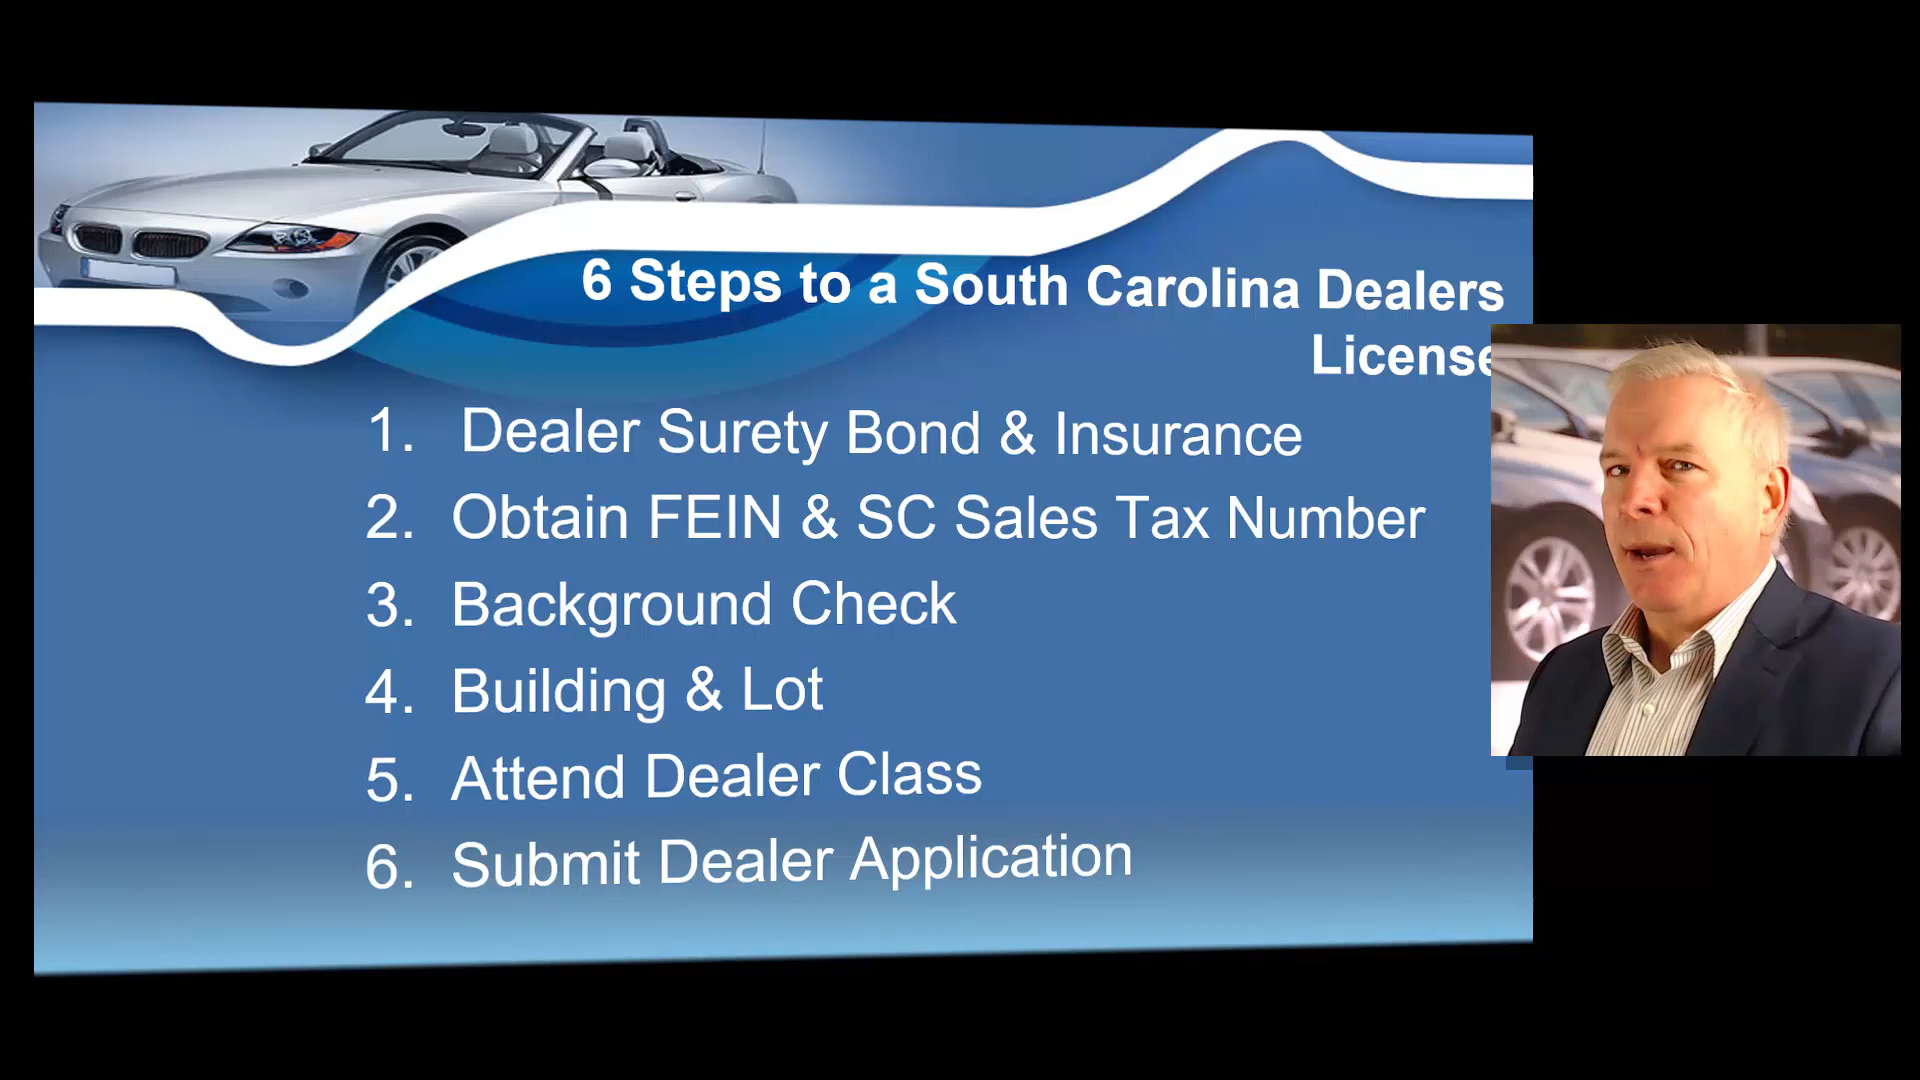 6 Steps to a South Carolina Dealers
License
1. Dealer Surety Bond & Insurance
2. Obtain FEIN & SC Sales Tax Number
3. Background Check
4. Building & Lot
5. Attend Dealer Class
6. Submit Dealer Application